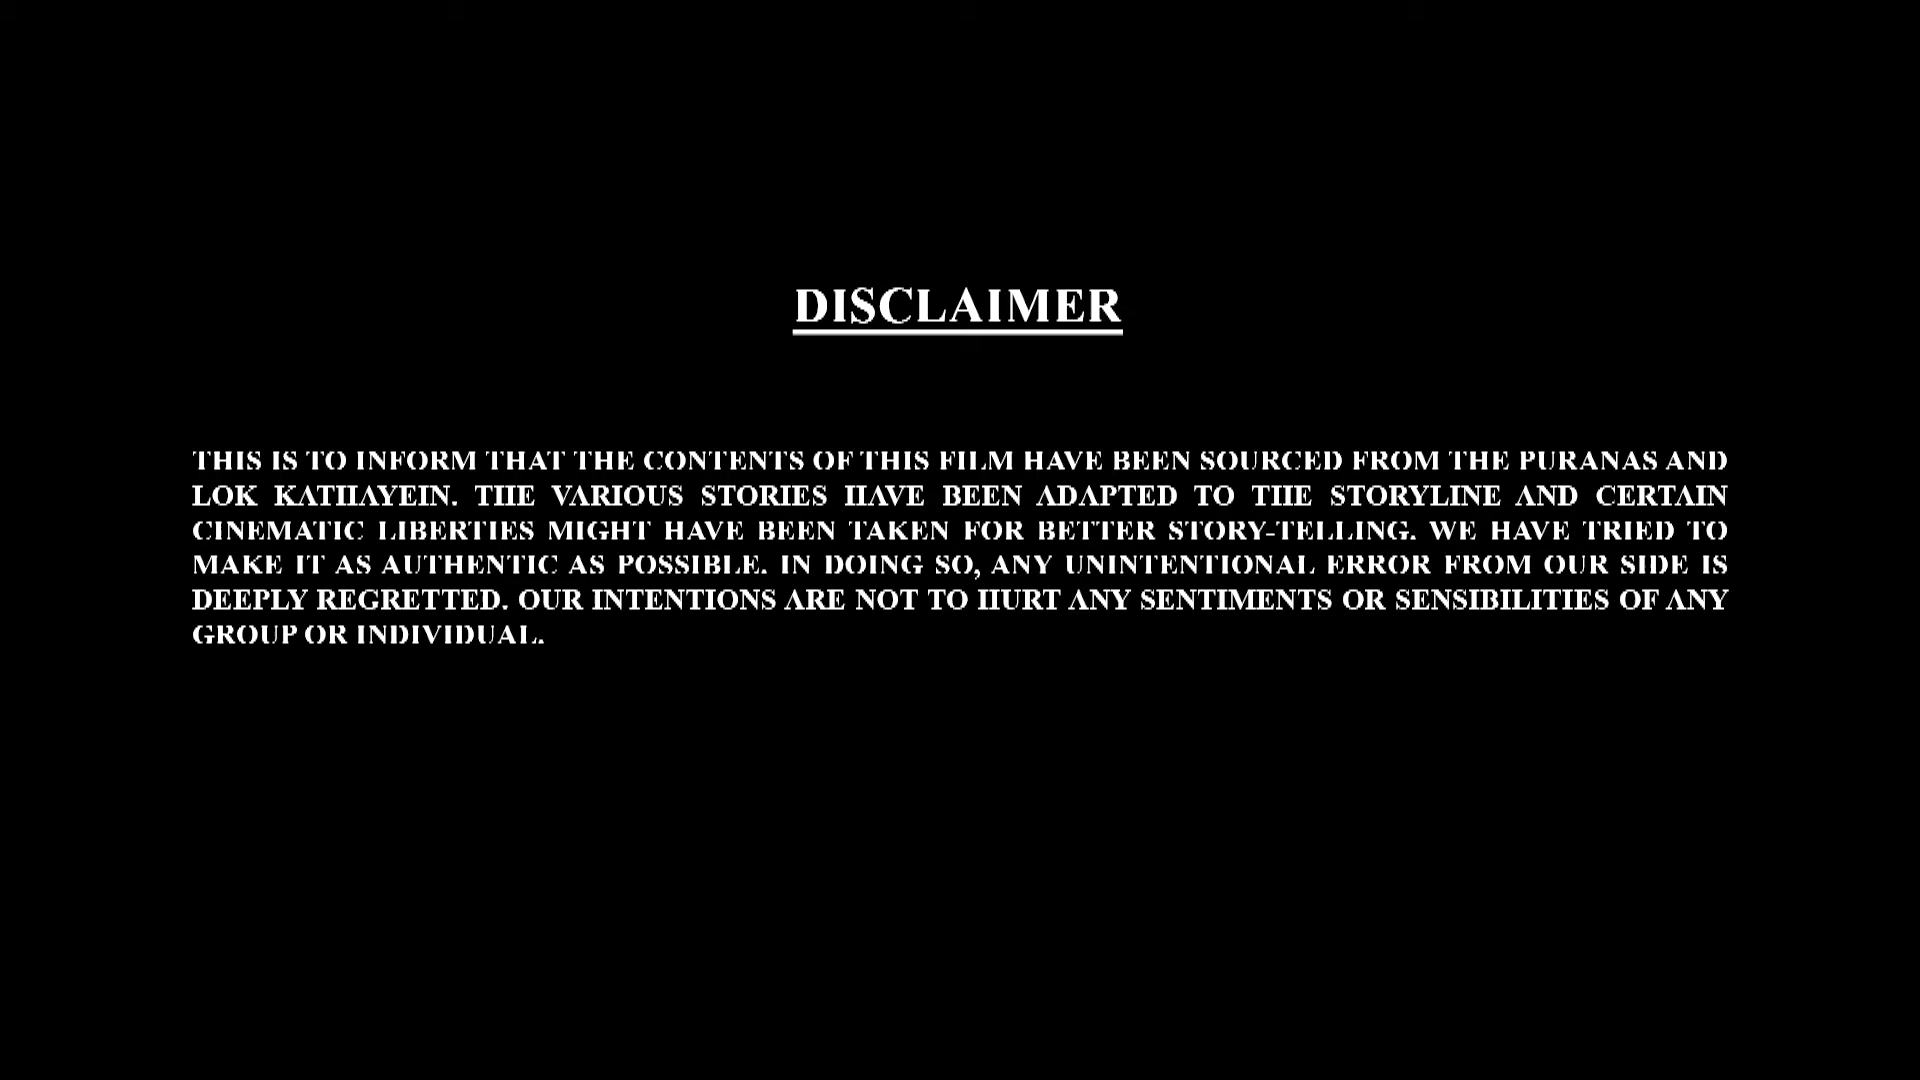 DISCLAIMER
THIS IS TO INFORM THAT THE CONTENTS OF THIS FILM HAVE BEEN SOURCED FROM THE PURANAS AND
LOK KATHAYEIN. THE VARIOUS STORIES HAVE BEEN ADAPTED TO THE STORYLINE AND CERTAIN
CINEMATIC LIBERTIES MIGHT HAVE BEEN TAKEN FOR BETTER STORY-TELLING. WE HAVE TRIED TO
MAKE IT AS AUTHENTIC AS POSSIBLE. IN DOING SO, ANY UNINTENTIONAL ERROR FROM OUR SIDE IS
DEEPLY REGRETTED. OUR INTENTIONS ARE NOT TO HURT ANY SENTIMENTS OR SENSIBILITIES OF ANY
GROUP OR INDIVIDUAL.